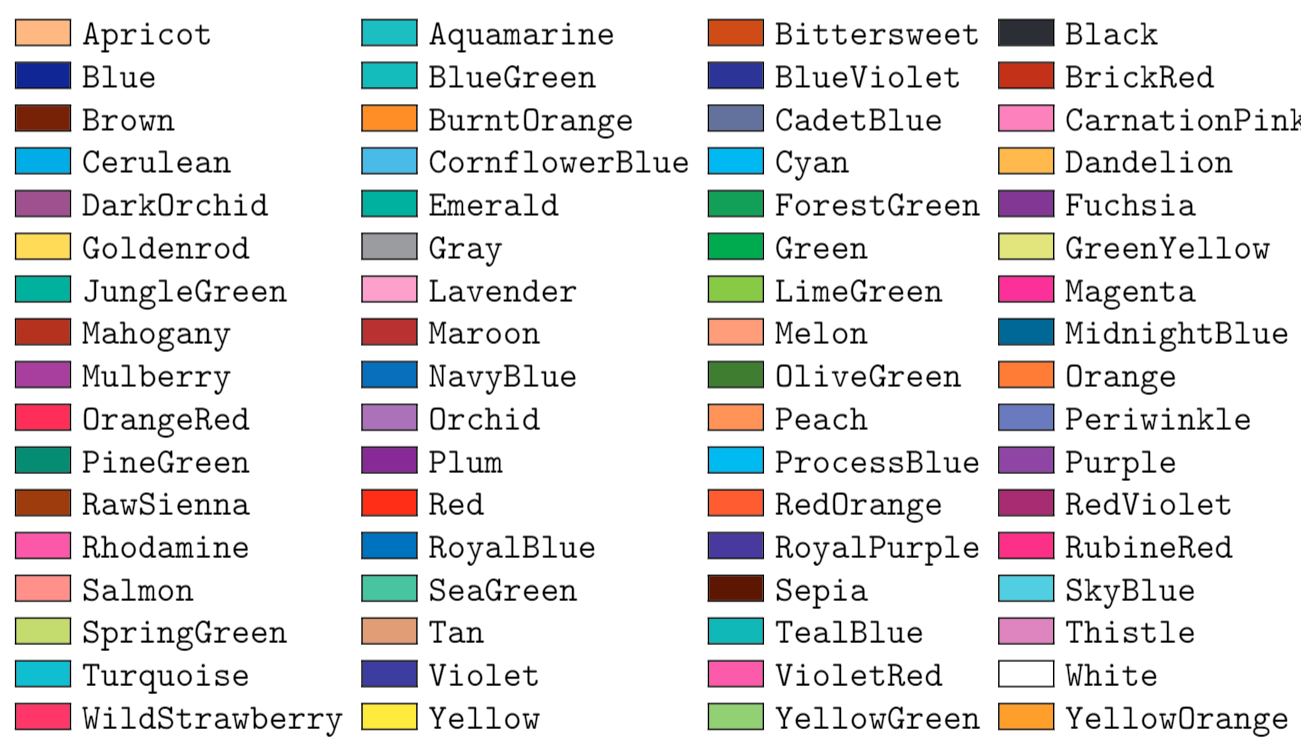 Apricot Aquamarine Bittersweet Black
Blue BlueGreen BlueViolet BrickRed
Brown BurntOrange CadetBlue CarnationPink
Cerulean CornflowerBlue Cyan Dandelion
DarkOrchid Emerald ForestGreen Fuchsia
Goldenrod Gray Green GreenYellow
JungleGreen Lavender LimeGreen Magenta
Mahogany Maroon Melon MidnightBlue
Mulberry NavyBlue OliveGreen Orange
OrangeRed Orchid Peach Periwinkle
PineGreen Plum ProcessBlue Purple
RawSienna Red RedOrange RedViolet
Rhodamine RoyalBlue RoyalPurple RubineRed
Salmon SeaGreen Sepia SkyBlue
SpringGreen Tan TealBlue Thistle
Turquoise Violet VioletRed White
WildStrawberry Yellow YellowGreen YellowOrange